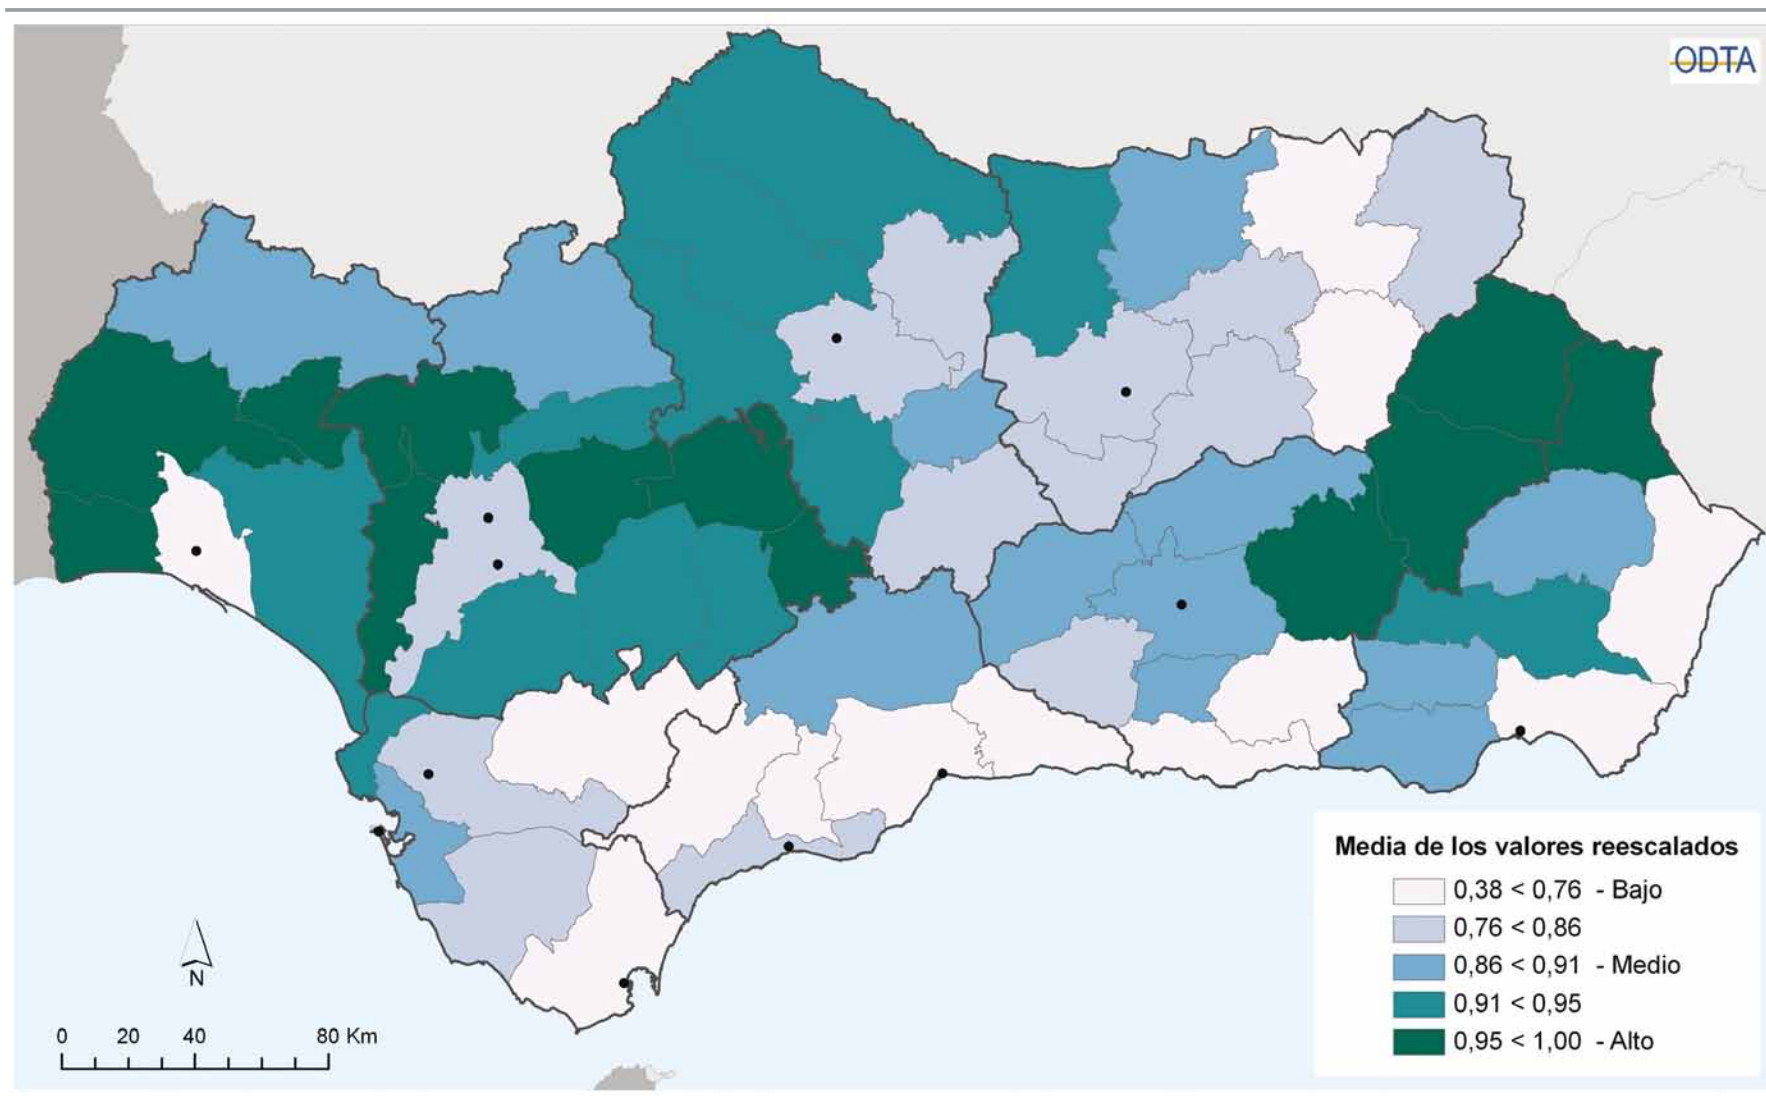 ODTA
Media de los valores reescalados
0,38 < 0,76 - Bajo
0,76 < 0,86
0,86 < 0,91 - Medio
0,91 < 0,95
0,95 < 1,00 - Alto
N
0 20 40 80 Km